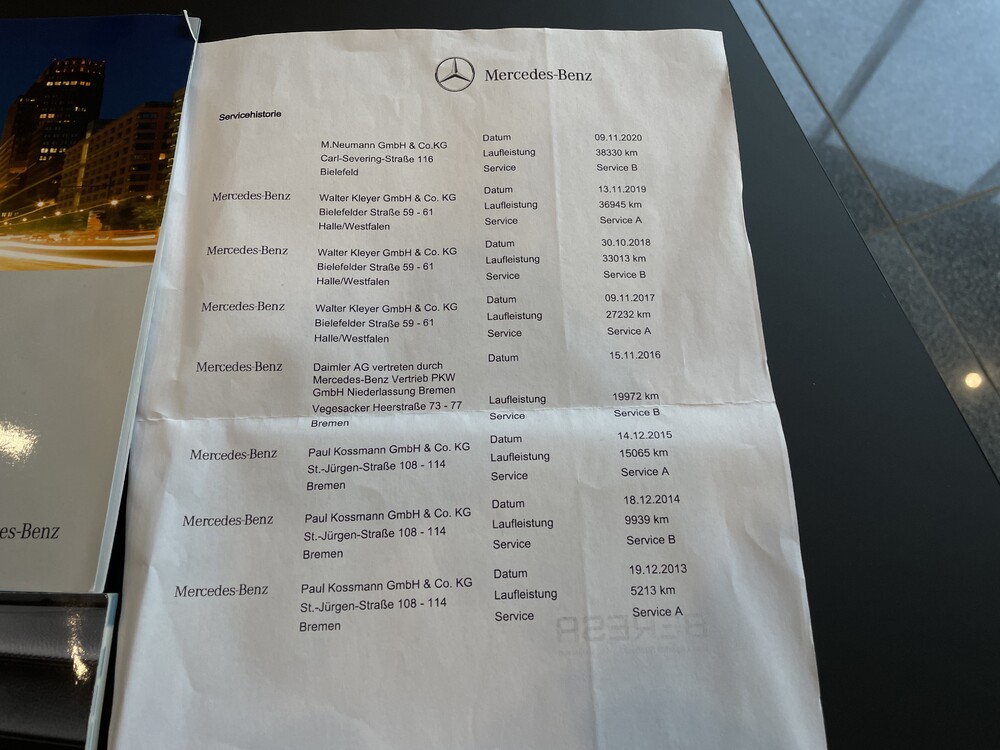 Mercedes-Benz
Servicehistorie
M.Neumann GmbH & Co.KG Datum 09.11.2020
Carl-Severing-Straße 116 Laufleistung 38330 km
Bielefeld Service Service B
Mercedes-Benz Walter Kleyer GmbH & Co. KG Datum 13.11.2019
Bielefelder Straße 59 - 61 Laufleistung 36945 km
Halle/Westfalen Service Service A
Mercedes-Benz Walter Kleyer GmbH & Co. KG Datum 30.10.2018
Bielefelder Straße 59 - 61 Laufleistung 33013 km
Halle/Westfalen Service Service B
Mercedes-Benz Walter Kleyer GmbH & Co. KG Datum 09.11.2017
Bielefelder Straße 59 - 61 Laufleistung 27232 km
Halle/Westfalen Service Service A
Mercedes-Benz Daimler AG vertreten durch Datum 15.11.2016
Mercedes-Benz Vertrieb PKW
GmbH Niederlassung Bremen
Vegesacker Heerstraße 73 - 77 Laufleistung 19972 km
Bremen Service Service B
Mercedes-Benz Paul Kossmann GmbH & Co. KG Datum 14.12.2015
St.-Jürgen-Straße 108 - 114 Laufleistung 15065 km
Bremen Service Service A
Mercedes-Benz Paul Kossmann GmbH & Co. KG Datum 18.12.2014
St.-Jürgen-Straße 108 - 114 Laufleistung 9939 km
Bremen Service Service B
Mercedes-Benz Paul Kossmann GmbH & Co. KG Datum 19.12.2013
St.-Jürgen-Straße 108 - 114 Laufleistung 5213 km
Bremen Service Service A
BERESA
es-Benz